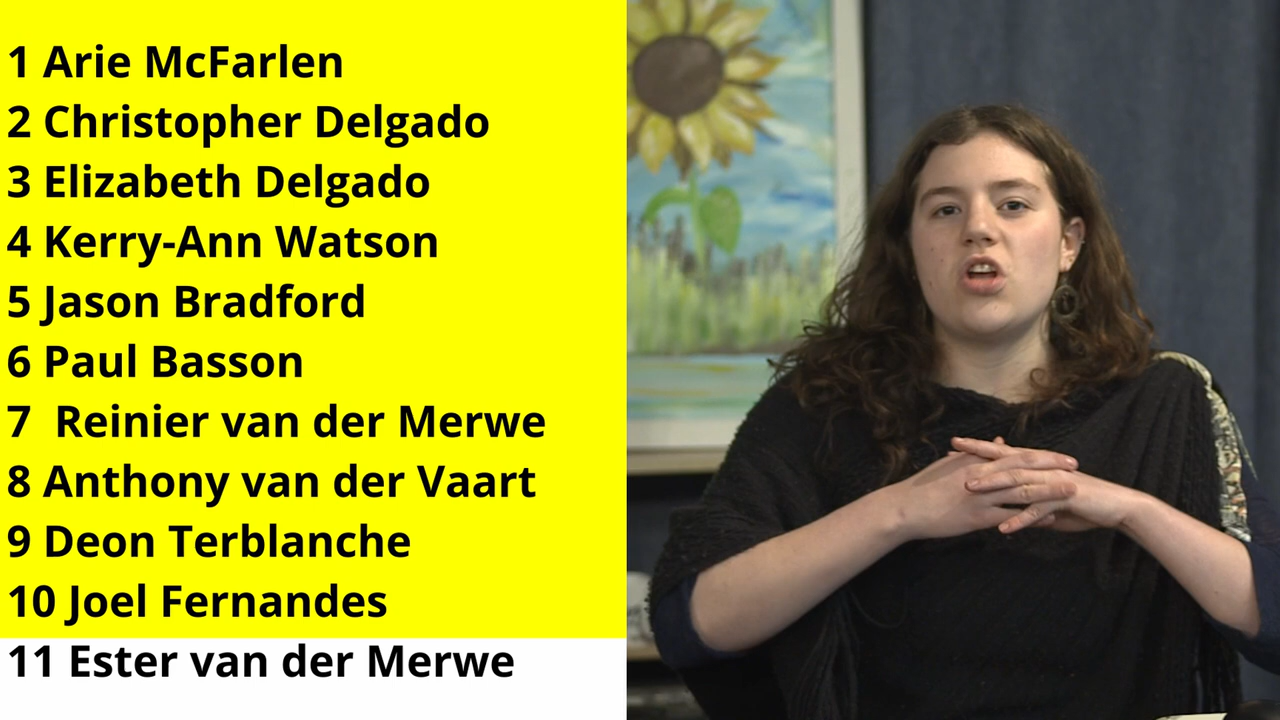 1 Arie McFarlen
2 Christopher Delgado
3 Elizabeth Delgado
4 Kerry-Ann Watson
5 Jason Bradford
6 Paul Basson
7  Reinier van der Merwe
8 Anthony van der Vaart
9 Deon Terblanche
10 Joel Fernandes
11 Ester van der Merwe